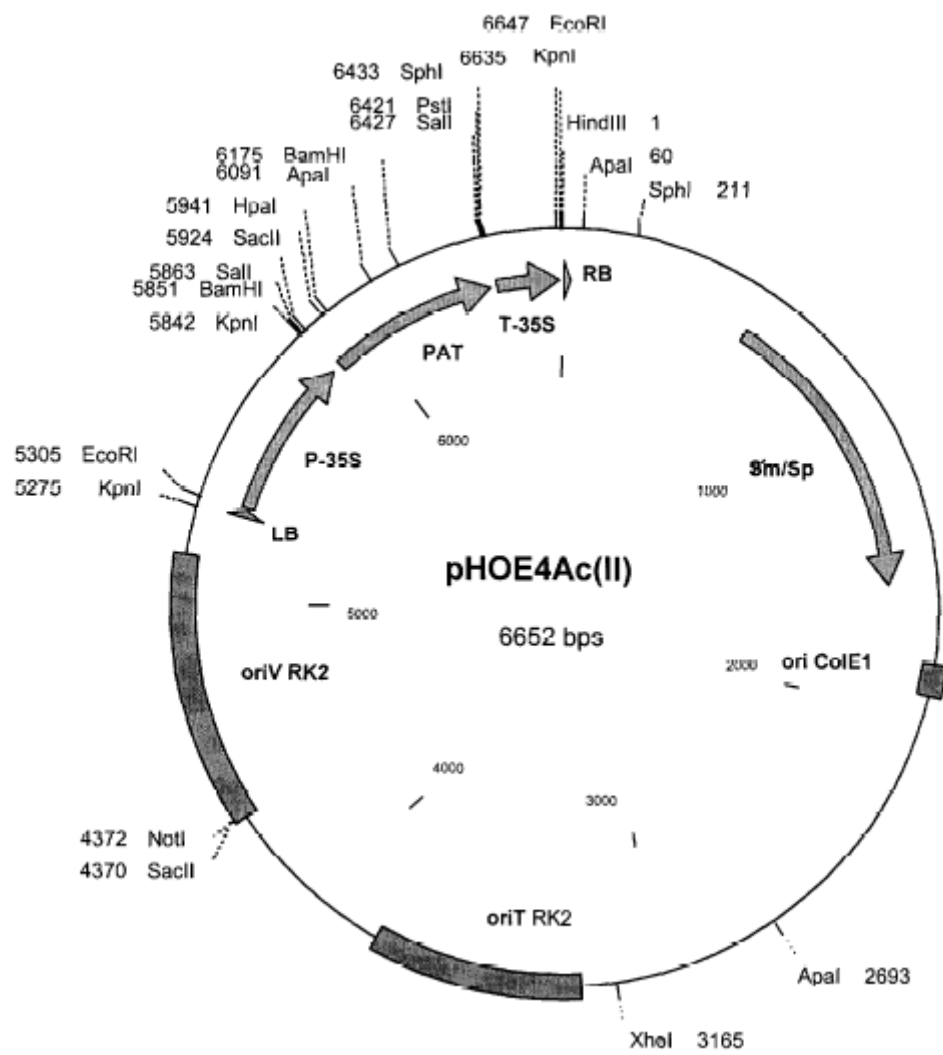 6647 EcoRI
6635 KpnI
6433 SphI
6421 PstI
6427 SalI
HindIII 1
6175 BamHI
6091 ApaI
ApaI 60
SphI 211
5941 HpaI
5924 SacII
5863 SalI
5851 BamHI
5842 KpnI
RB
T-35S
PAT
6000
P-35S
5305 EcoRI
5275 KpnI
1000
LB
pHOE4Ac(II)
6652 bps
5000
oriV RK2
2000
ori ColE1
4000
3000
4372 NotI
4370 SacII
oriT RK2
ApaI 2693
XhoI 3165